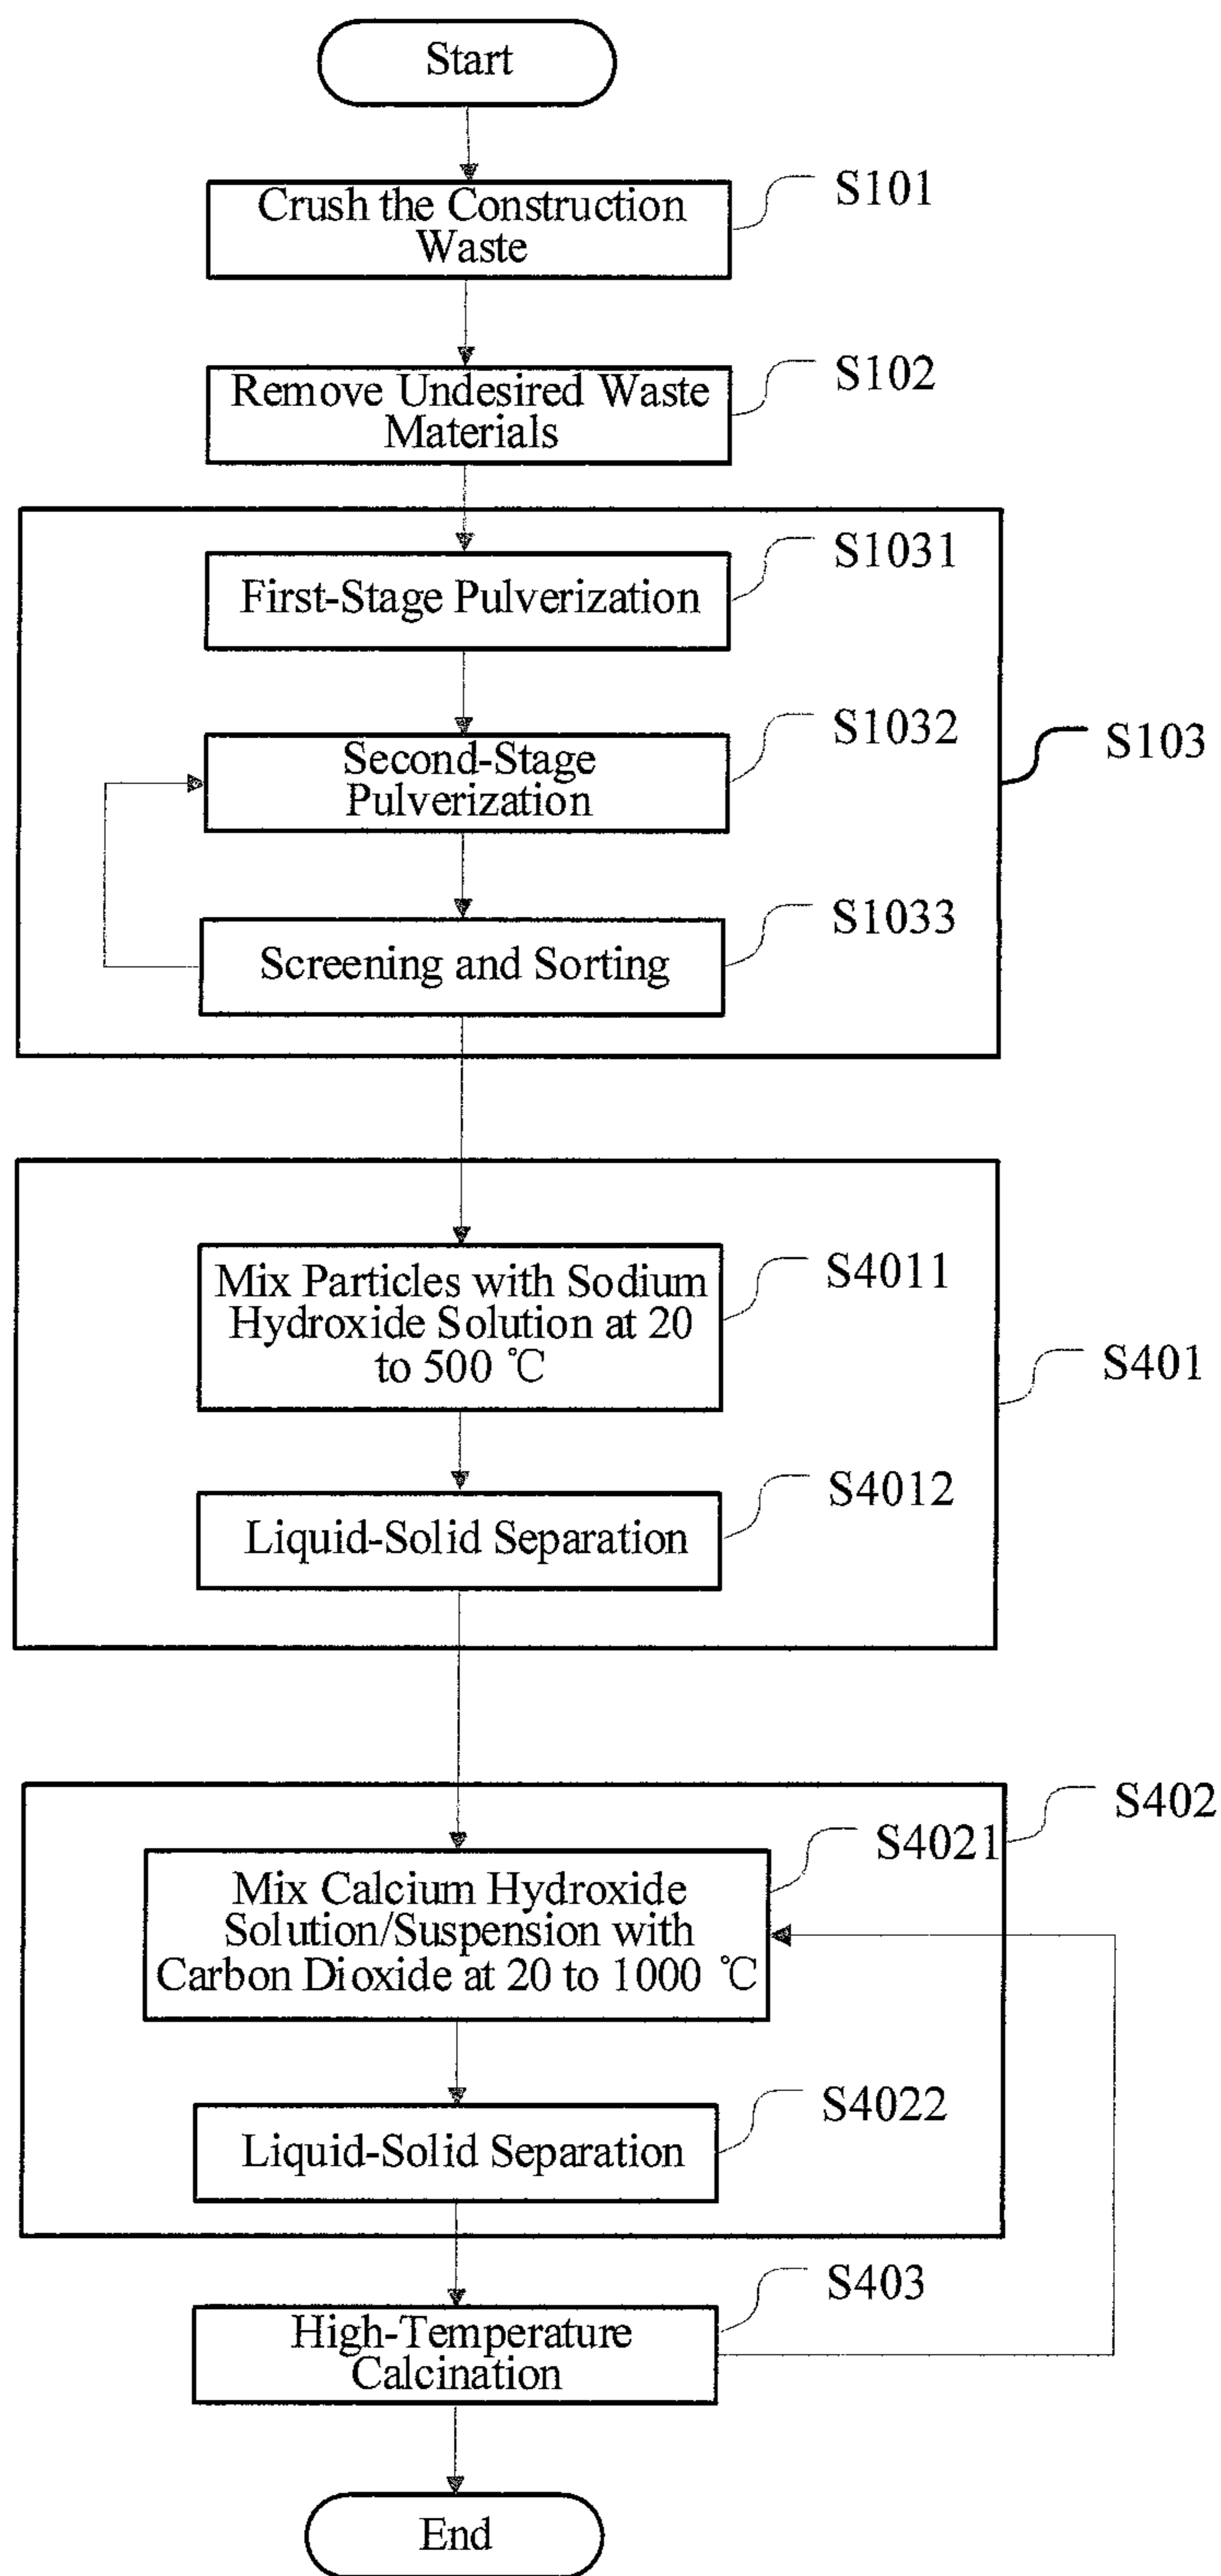 Start
Crush the Construction
Waste
S101
Remove Undesired Waste
Materials
S102
First-Stage Pulverization
S1031
Second-Stage
Pulverization
S1032
S103
Screening and Sorting
S1033
Mix Particles with Sodium
Hydroxide Solution at 20
to 500 ℃
S4011
S401
Liquid-Solid Separation
S4012
S402
S4021
Mix Calcium Hydroxide
Solution/Suspension with
Carbon Dioxide at 20 to 1000 ℃
Liquid-Solid Separation
S4022
High-Temperature
Calcination
S403
End